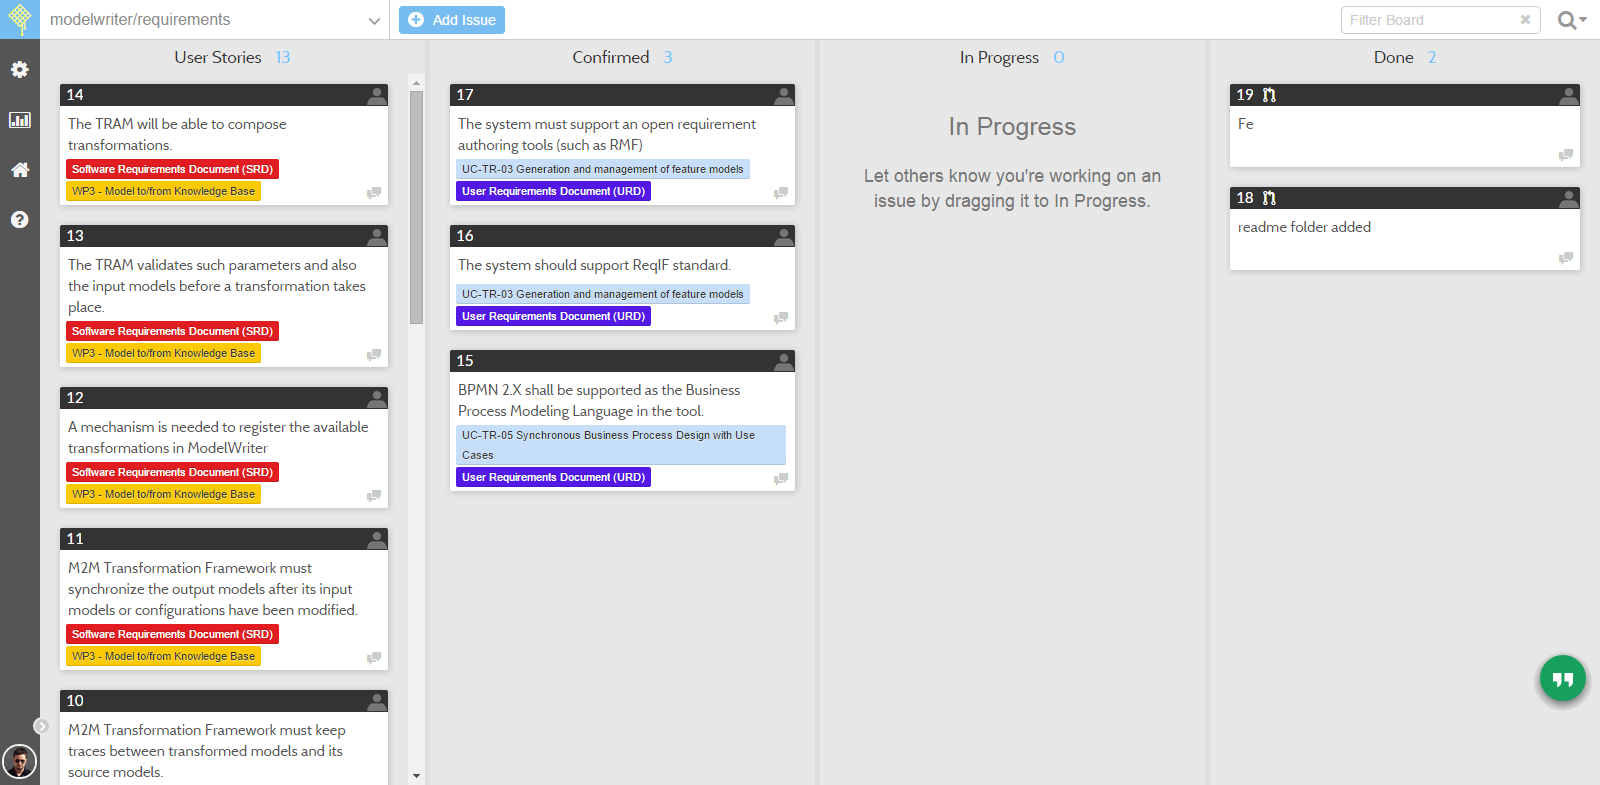 modelwriter/requirements
Add Issue
Filter Board
User Stories 13
14
The TRAM will be able to compose
transformations.
Software Requirements Document (SRD)
WP3 - Model to/from Knowledge Base
13
The TRAM validates such parameters and also
the input models before a transformation takes
place.
Software Requirements Document (SRD)
WP3 - Model to/from Knowledge Base
12
A mechanism is needed to register the available
transformations in ModelWriter
Software Requirements Document (SRD)
WP3 - Model to/from Knowledge Base
11
M2M Transformation Framework must
synchronize the output models after its input
models or configurations have been modified.
Software Requirements Document (SRD)
WP3 - Model to/from Knowledge Base
10
M2M Transformation Framework must keep
traces between transformed models and its
source models.
Confirmed 3
17
The system must support an open requirement
authoring tools (such as RMF)
UC-TR-03 Generation and management of feature models
User Requirements Document (URD)
16
The system should support ReqIF standard.
UC-TR-03 Generation and management of feature models
User Requirements Document (URD)
15
BPMN 2.X shall be supported as the Business
Process Modeling Language in the tool.
UC-TR-05 Synchronous Business Process Design with Use
Cases
User Requirements Document (URD)
In Progress 0
In Progress
Let others know you're working on an
issue by dragging it to In Progress.
Done 2
19
Fe
18
readme folder added